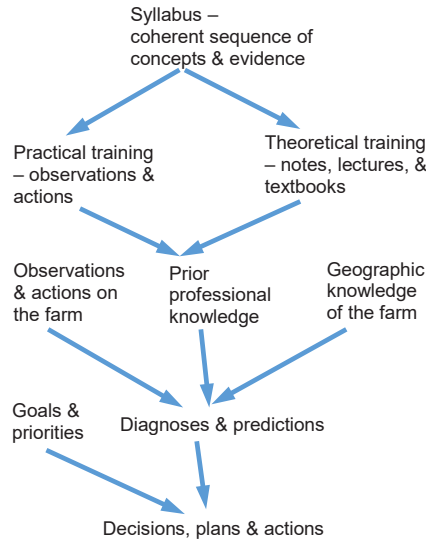 Syllabus –
coherent sequence of
concepts & evidence
Practical training
– observations &
actions
Theoretical training
– notes, lectures, &
textbooks
Observations
& actions on
the farm
Prior
professional
knowledge
Geographic
knowledge
of the farm
Goals &
priorities
Diagnoses & predictions
Decisions, plans & actions